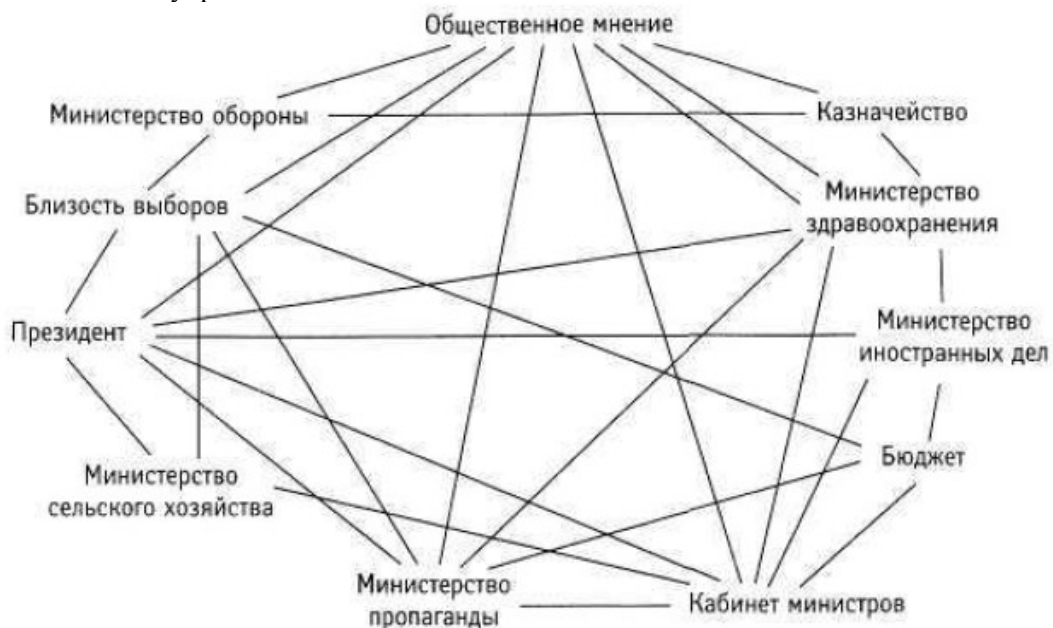 Общественное мнение
Министерство обороны
Казначейство
Близость выборов
Министерство
здравоохранения
Президент
Министерство
иностранных дел
Министерство
сельского хозяйства
Бюджет
Министерство
пропаганды
Кабинет министров